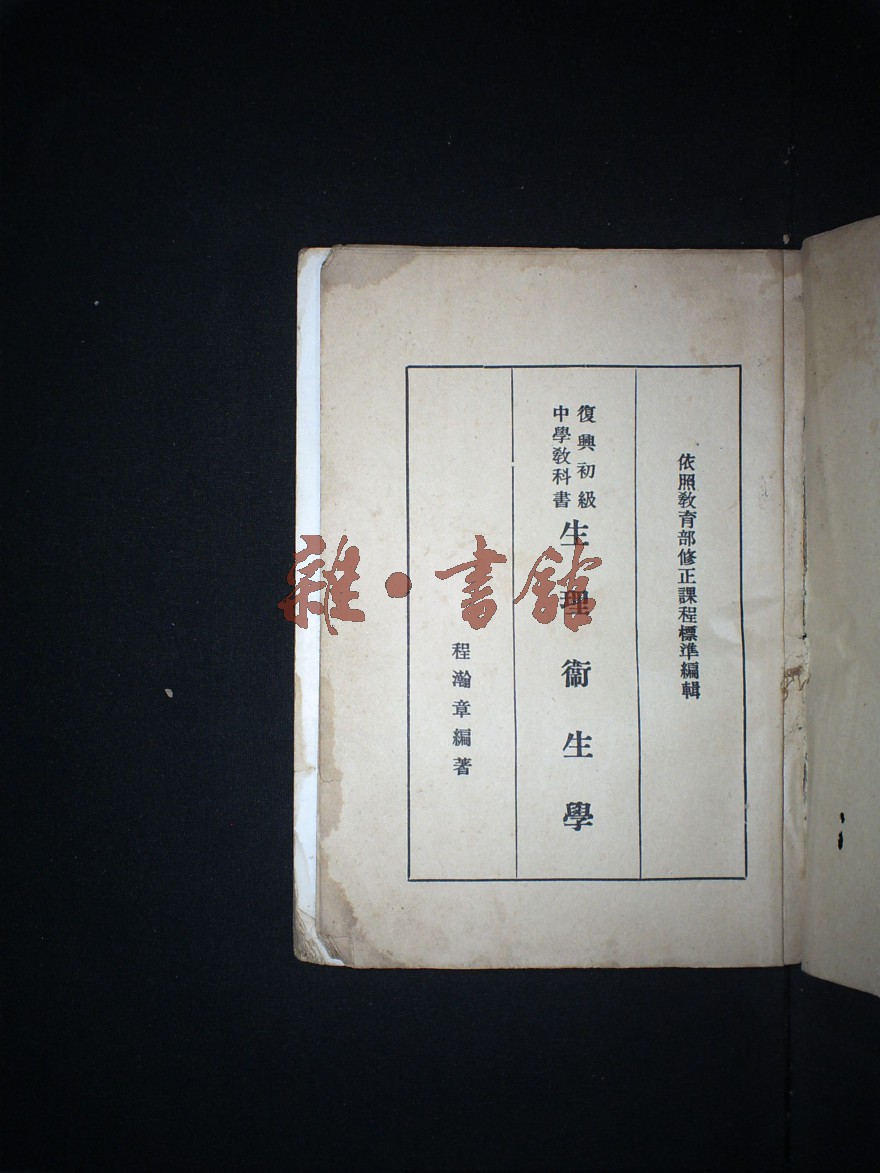 依照教育部修正課程標準編輯
復興初級
中學教科書
生理衞生學
程瀚章編著
雜·書館